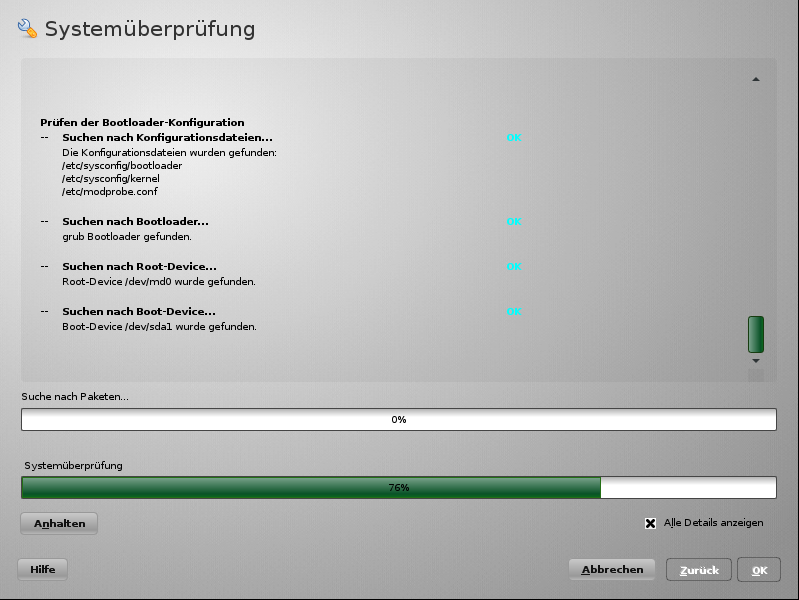 Systemüberprüfung
Prüfen der Bootloader-Konfiguration
-- Suchen nach Konfigurationsdateien... OK
Die Konfigurationsdateien wurden gefunden:
/etc/sysconfig/bootloader
/etc/sysconfig/kernel
/etc/modprobe.conf
-- Suchen nach Bootloader... OK
grub Bootloader gefunden.
-- Suchen nach Root-Device... OK
Root-Device /dev/md0 wurde gefunden.
-- Suchen nach Boot-Device... OK
Boot-Device /dev/sda1 wurde gefunden.
Suche nach Paketen...
0%
Systemüberprüfung
76%
Anhalten Alle Details anzeigen
Hilfe Abbrechen Zurück OK